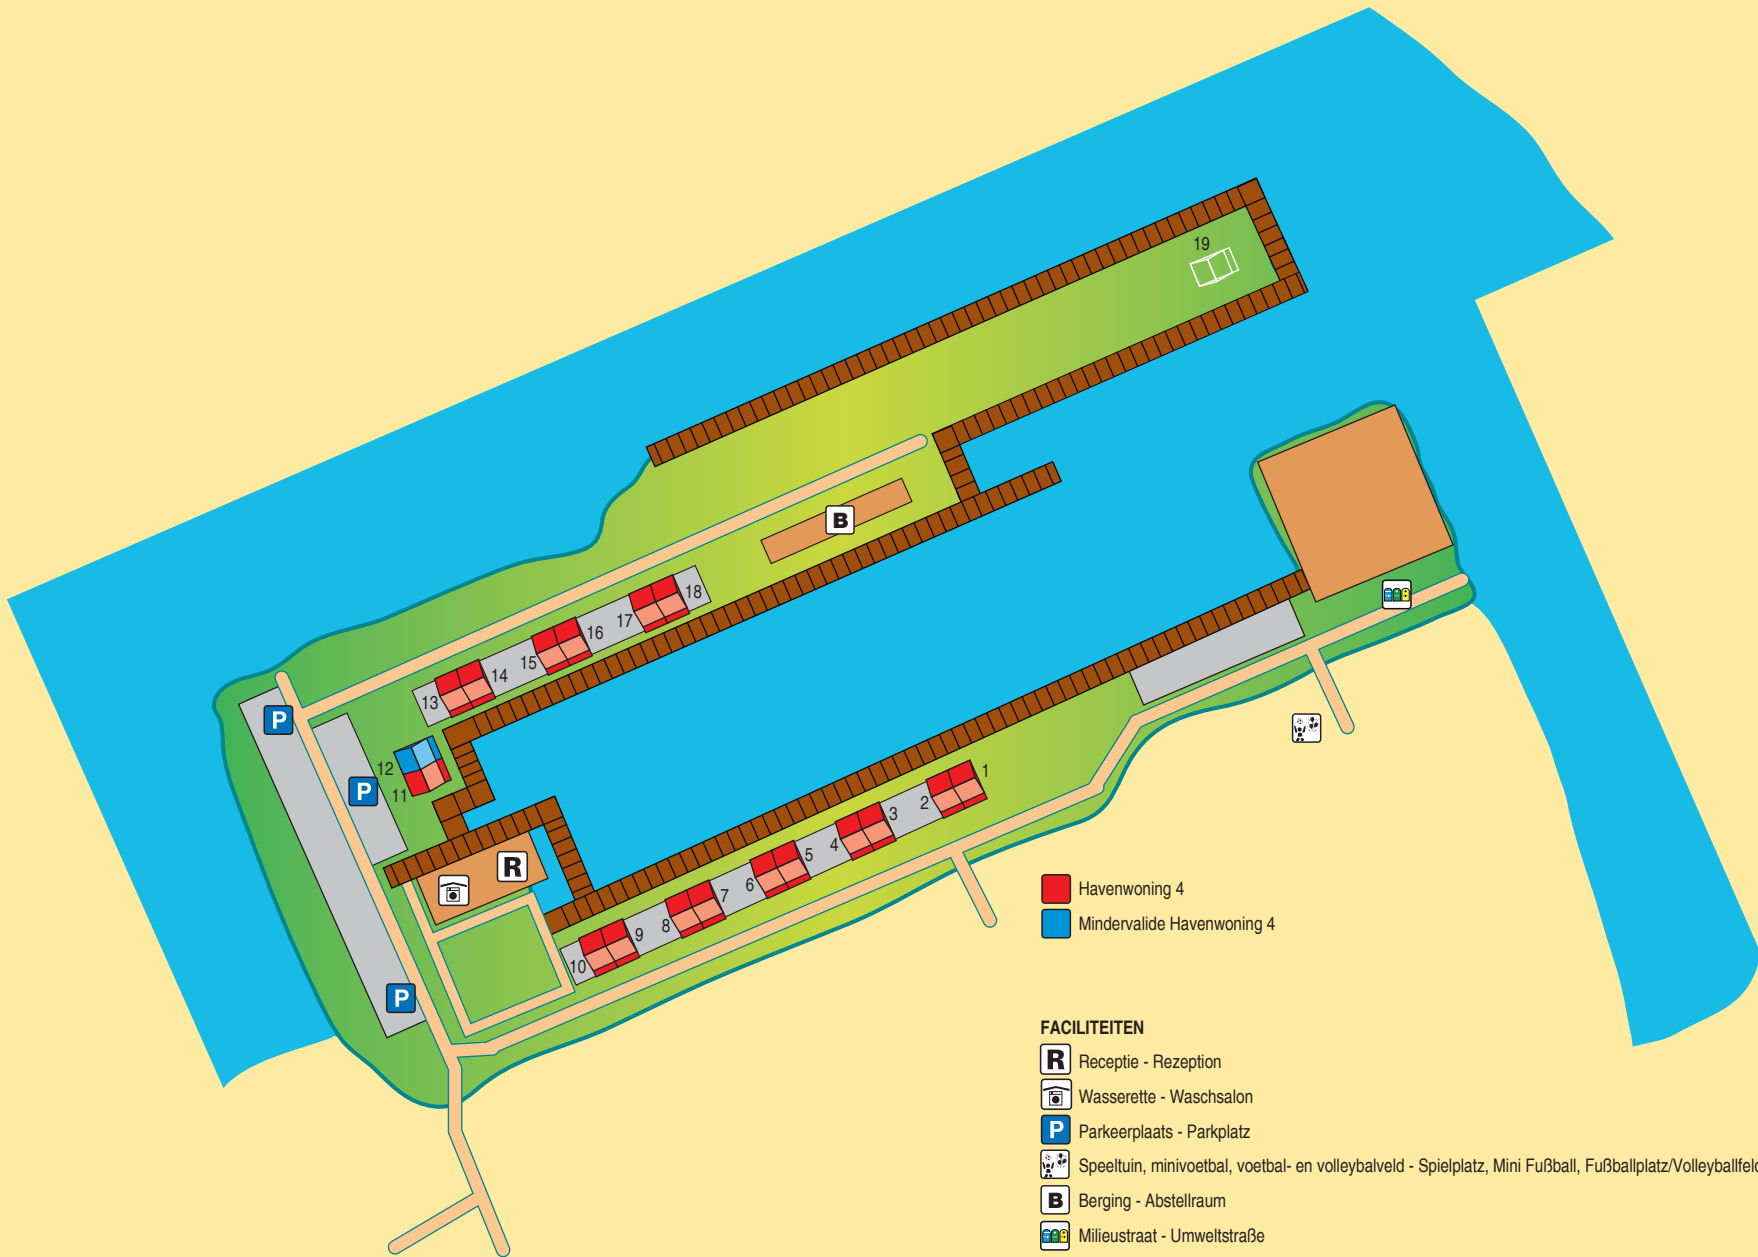 19
B
18
17
16
15
14
13
P
12
11
P
1
2
3
4
5
6
7
8
9
10
R
P
Havenwoning 4
Mindervalide Havenwoning 4
FACILITEITEN
R Receptie - Rezeption
Wasserette - Waschsalon
P Parkeerplaats - Parkplatz
Speeltuin, minivoetbal, voetbal- en volleybalveld - Spielplatz, Mini Fußball, Fußballplatz/Volleyballfeld
B Berging - Abstellraum
Milieustraat - Umweltstraße